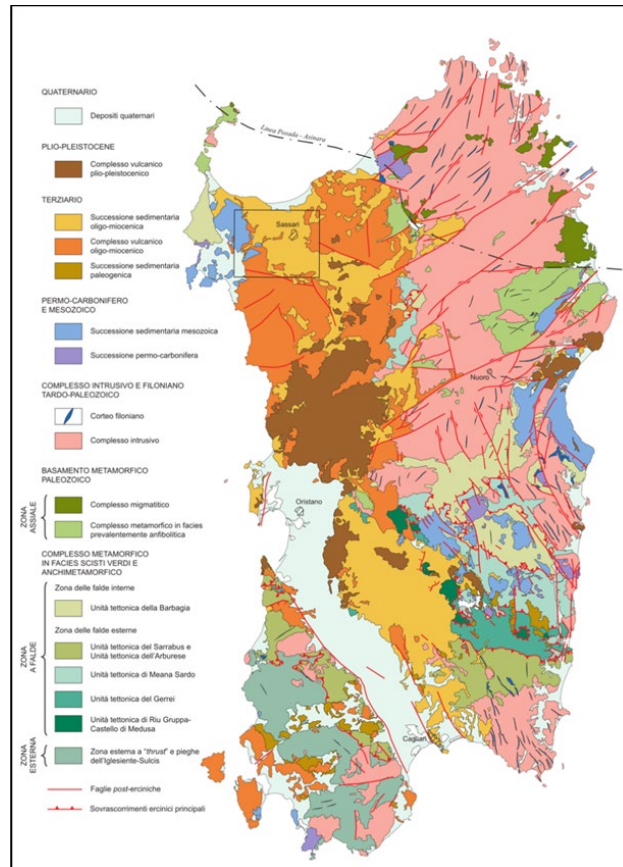 QUATERNARIO
Depositi quaternari
PLIO-PLEISTOCENE
Complesso vulcanico
plio-pleistocenico
TERZIARIO
Successione sedimentaria
oligo-miocenica
Complesso vulcanico
oligo-miocenico
Successione sedimentaria
paleogenica
PERMO-CARBONIFERO
E MESOZOICO
Successione sedimentaria mesozoica
Successione permo-carbonifera
COMPLESSO INTRUSIVO E FILONIANO
TARDO-PALEOZOICO
Corteo filoniano
Complesso intrusivo
BASAMENTO METAMORFICO
PALEOZOICO
ZONA
ASSIALE
Complesso migmatitico
Complesso metamorfico in facies
prevalentemente anfibolitica
COMPLESSO METAMORFICO
IN FACIES SCISTI VERDI E
ANCHIMETAMORFICO
Zona delle falde interne
Unità tettonica della Barbagia
Zona delle falde esterne
ZONA
A FALDE
Unità tettonica del Sarrabus e
Unità tettonica dell'Arburese
Unità tettonica di Meana Sardo
Unità tettonica del Gerrei
Unità tettonica di Riu Gruppa-
Castello di Medusa
ZONA
ESTERNA
Zona esterna a "thrust" e pieghe
dell'Iglesiente-Sulcis
Faglie post-erciniche
Sovrascorrimenti ercinici principali
Linea Posada - Asinara
Sassari
Nuoro
Oristano
Cagliari